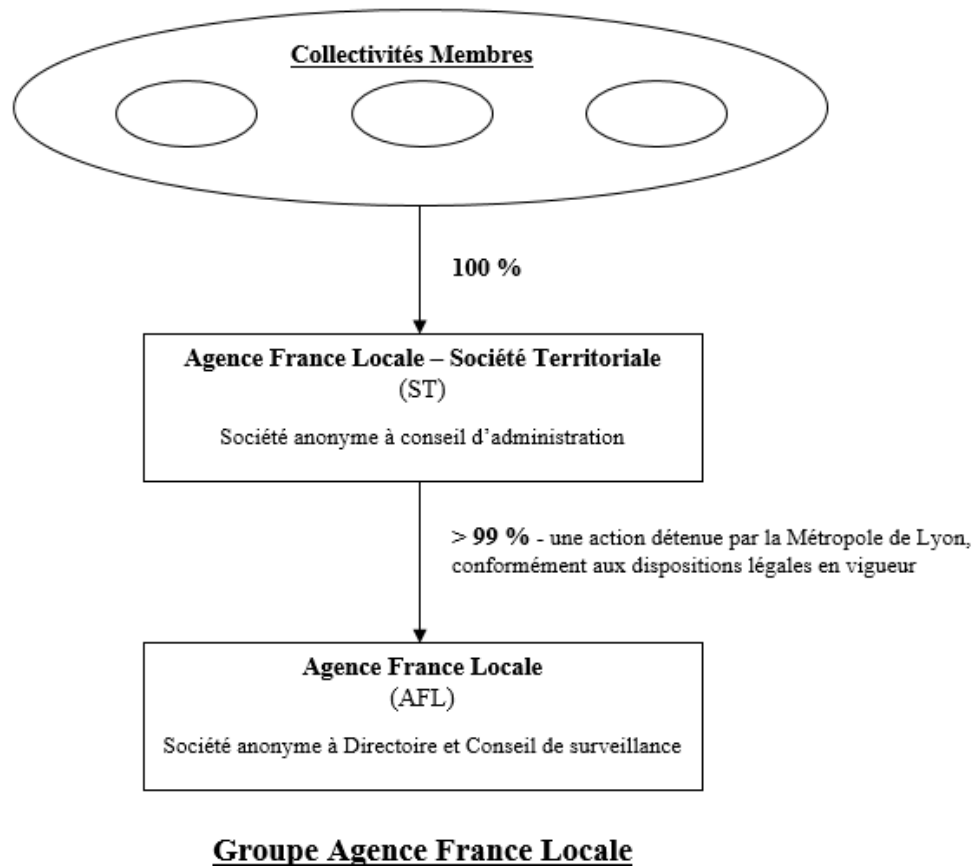 Collectivités Membres
100 %
Agence France Locale – Société Territoriale
(ST)
Société anonyme à conseil d’administration
> 99 % - une action détenue par la Métropole de Lyon,
conformément aux dispositions légales en vigueur
Agence France Locale
(AFL)
Société anonyme à Directoire et Conseil de surveillance
Groupe Agence France Locale